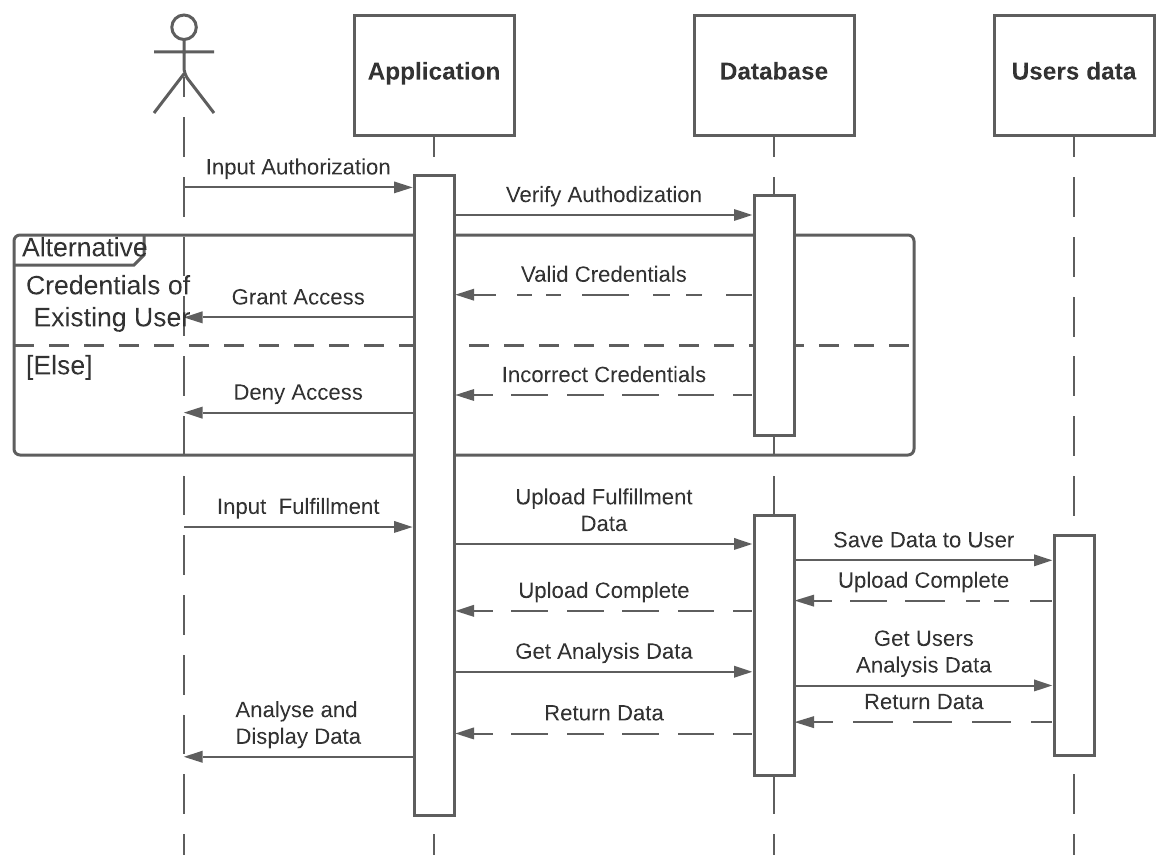 Application
Database
Users data
Input Authorization
Verify Authodization
Alternative
Credentials of
Existing User
Valid Credentials
Grant Access
[Else]
Incorrect Credentials
Deny Access
Input  Fulfillment
Upload Fulfillment
Data
Save Data to User
Upload Complete
Upload Complete
Get Users
Analysis Data
Get Analysis Data
Return Data
Return Data
Analyse and
Display Data